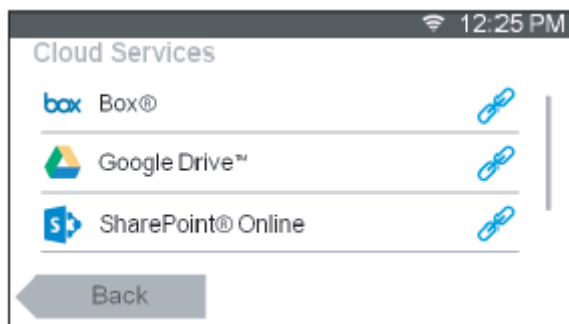 12:25 PM
Cloud Services
box Box®
Google Drive™
S SharePoint® Online
Back